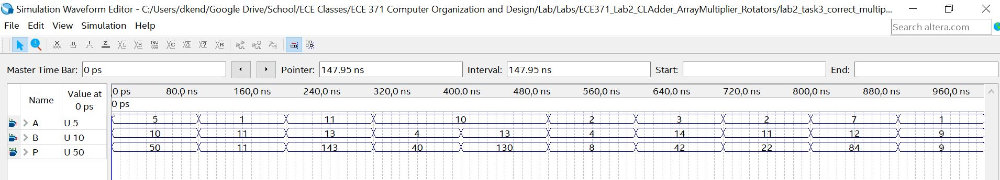 Simulation Waveform Editor - C:/Users/dkend/Google Drive/School/ECE Classes/ECE 371 Computer Organization and Design/Lab/Labs/ECE371_Lab2_CLAdder_ArrayMultiplier_Rotators/lab2_task3_correct_multip...
File Edit View Simulation Help
Search altera.com
Master Time Bar: 0 ps Pointer: 147.95 ns Interval: 147.95 ns Start: End:
Name Value at 0 ps
0 ps 80.0 ns 160,0 ns 240,0 ns 320,0 ns 400,0 ns 480,0 ns 560,0 ns 640,0 ns 720,0 ns 800,0 ns 880,0 ns 960,0 ns
0 ps
A U 5 5 1 11 10 2 3 2 7 1
B U 10 10 11 13 4 13 4 14 11 12 9
P U 50 50 11 143 40 130 8 42 22 84 9